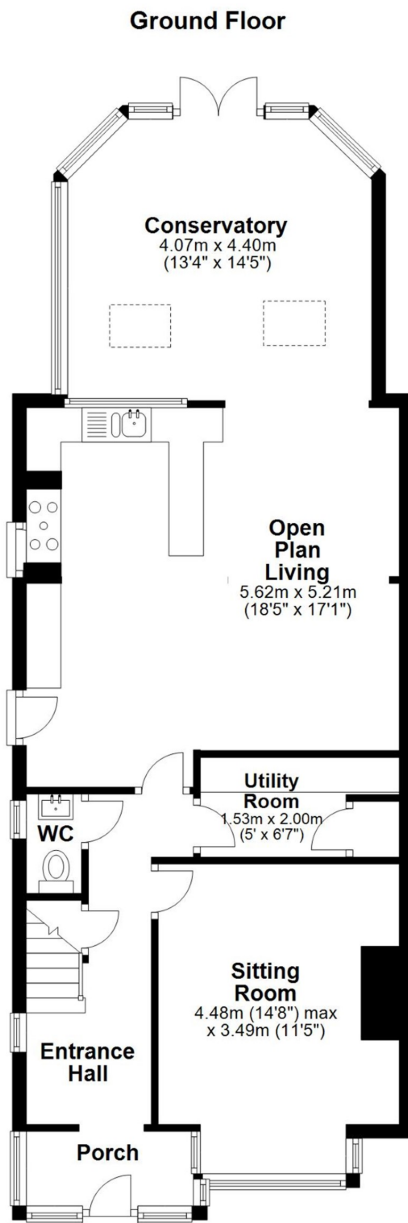 Ground Floor
Conservatory
4.07m x 4.40m
(13'4" x 14'5")
Open
Plan
Living
5.62m x 5.21m
(18'5" x 17'1")
Utility
Room
1.53m x 2.00m
(5' x 6'7")
WC
Sitting
Room
4.48m (14'8") max
x 3.49m (11'5")
Entrance
Hall
Porch